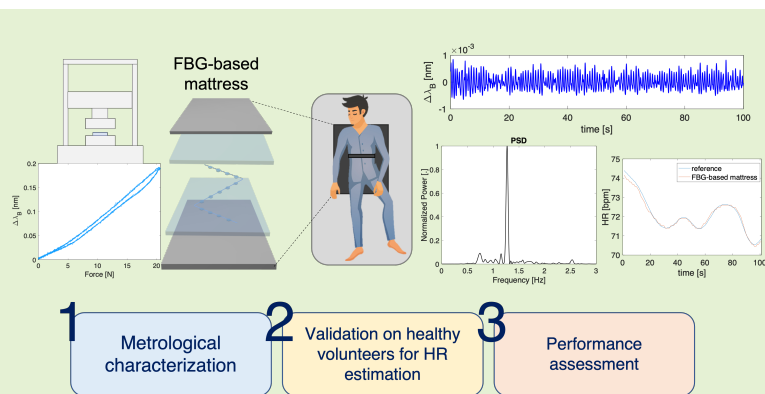 FBG-based
mattress
0.2
0.15
0.1
0.05
0
Δλ_B [nm]
0 5 10 15 20
Force [N]
×10⁻³
1
0
-1
Δλ_B [nm]
0 20 40 60 80 100
time [s]
PSD
1
0.8
0.6
0.4
0.2
0
Normalized Power [.]
0 0.5 1 1.5 2 2.5 3
Frequency [Hz]
75
74
73
72
71
70
HR [bpm]
reference
FBG-based mattress
0 20 40 60 80 100
time [s]
1
Metrological
characterization
2
Validation on healthy
volunteers for HR
estimation
3
Performance
assessment